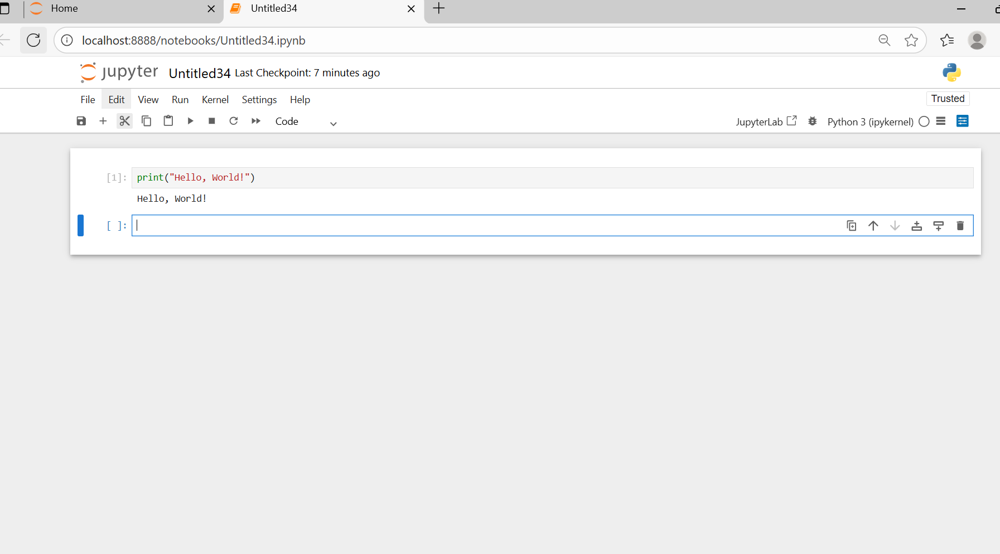 Home
Untitled34
localhost:8888/notebooks/Untitled34.ipynb
jupyter Untitled34 Last Checkpoint: 7 minutes ago
File Edit View Run Kernel Settings Help
Trusted
Code
JupyterLab
Python 3 (ipykernel)
[1]: print("Hello, World!")
Hello, World!
[ ]: